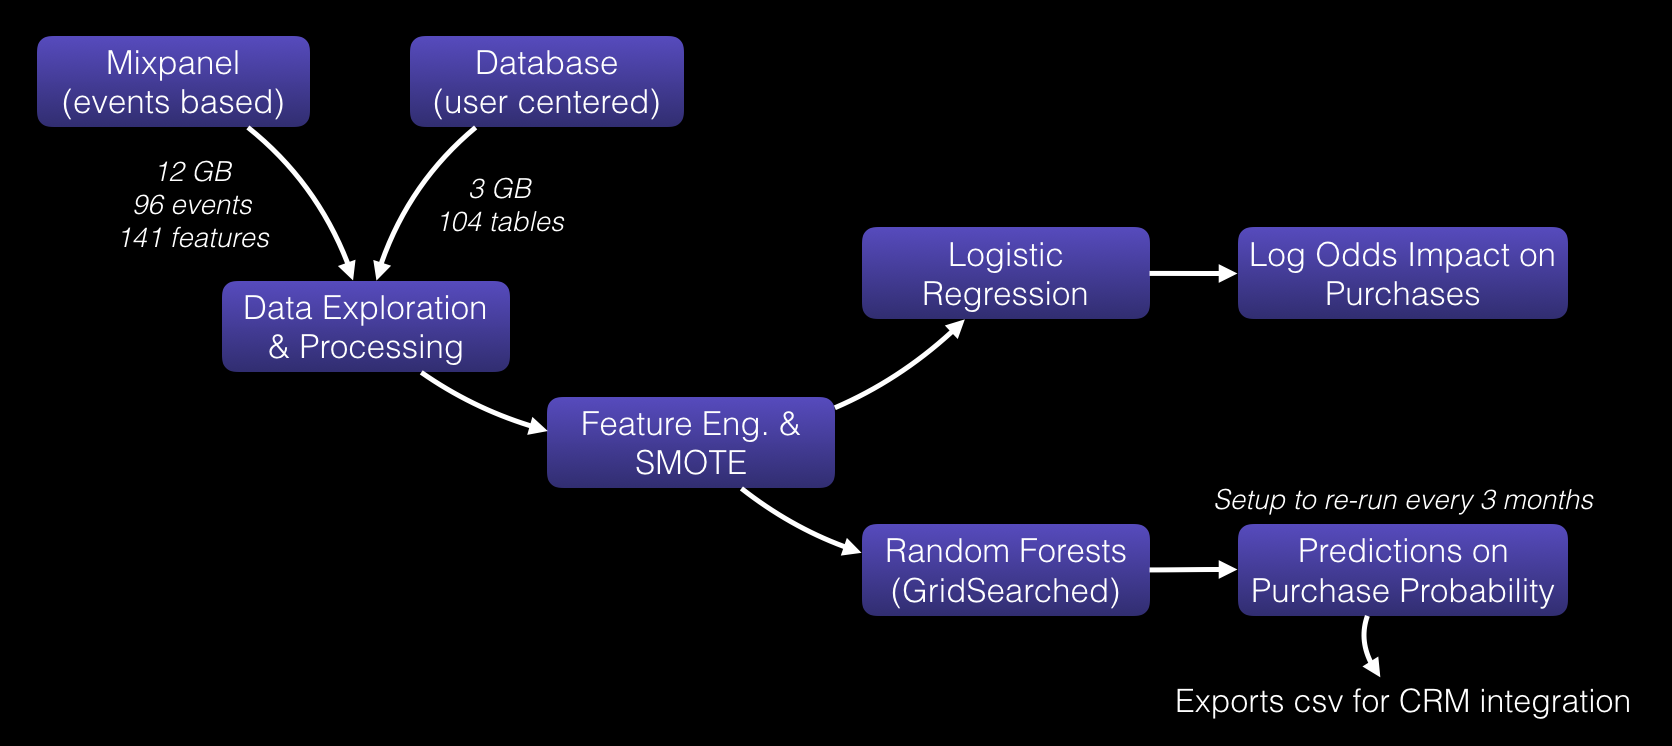 Mixpanel
(events based)
Database
(user centered)
12 GB
96 events
141 features
3 GB
104 tables
Data Exploration
& Processing
Feature Eng. &
SMOTE
Logistic
Regression
Log Odds Impact on
Purchases
Random Forests
(GridSearched)
Setup to re-run every 3 months
Predictions on
Purchase Probability
Exports csv for CRM integration